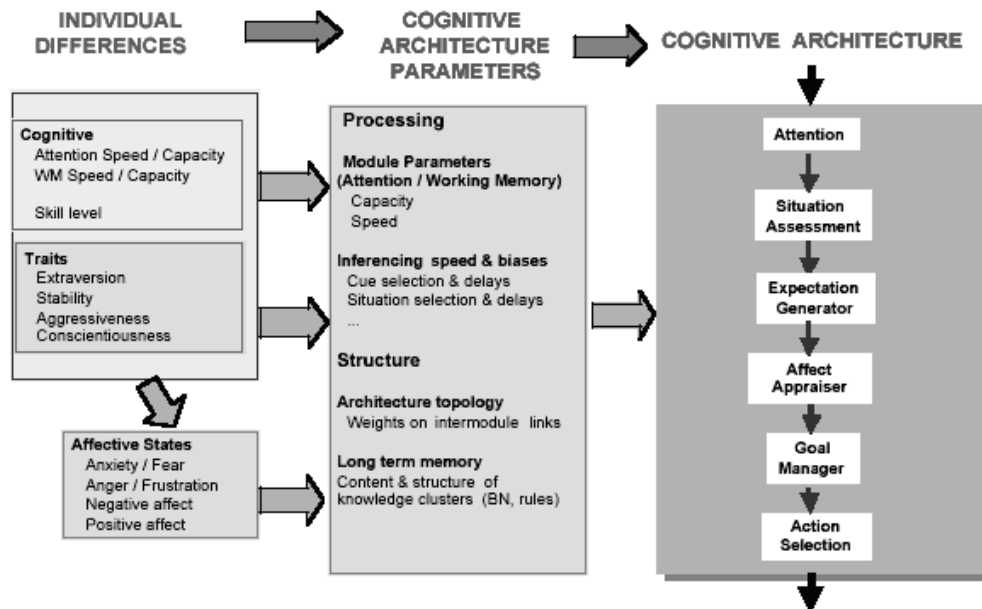 INDIVIDUAL
DIFFERENCES
COGNITIVE
ARCHITECTURE
PARAMETERS
COGNITIVE ARCHITECTURE
Cognitive
Attention Speed / Capacity
WM Speed / Capacity
Skill level
Traits
Extraversion
Stability
Aggressiveness
Conscientiousness
Affective States
Anxiety / Fear
Anger / Frustration
Negative affect
Positive affect
Processing
Module Parameters
(Attention / Working Memory)
Capacity
Speed
Inferencing speed & biases
Cue selection & delays
Situation selection & delays
...
Structure
Architecture topology
Weights on intermodule links
Long term memory
Content & structure of
knowledge clusters (BN, rules)
Attention
Situation
Assessment
Expectation
Generator
Affect
Appraiser
Goal
Manager
Action
Selection